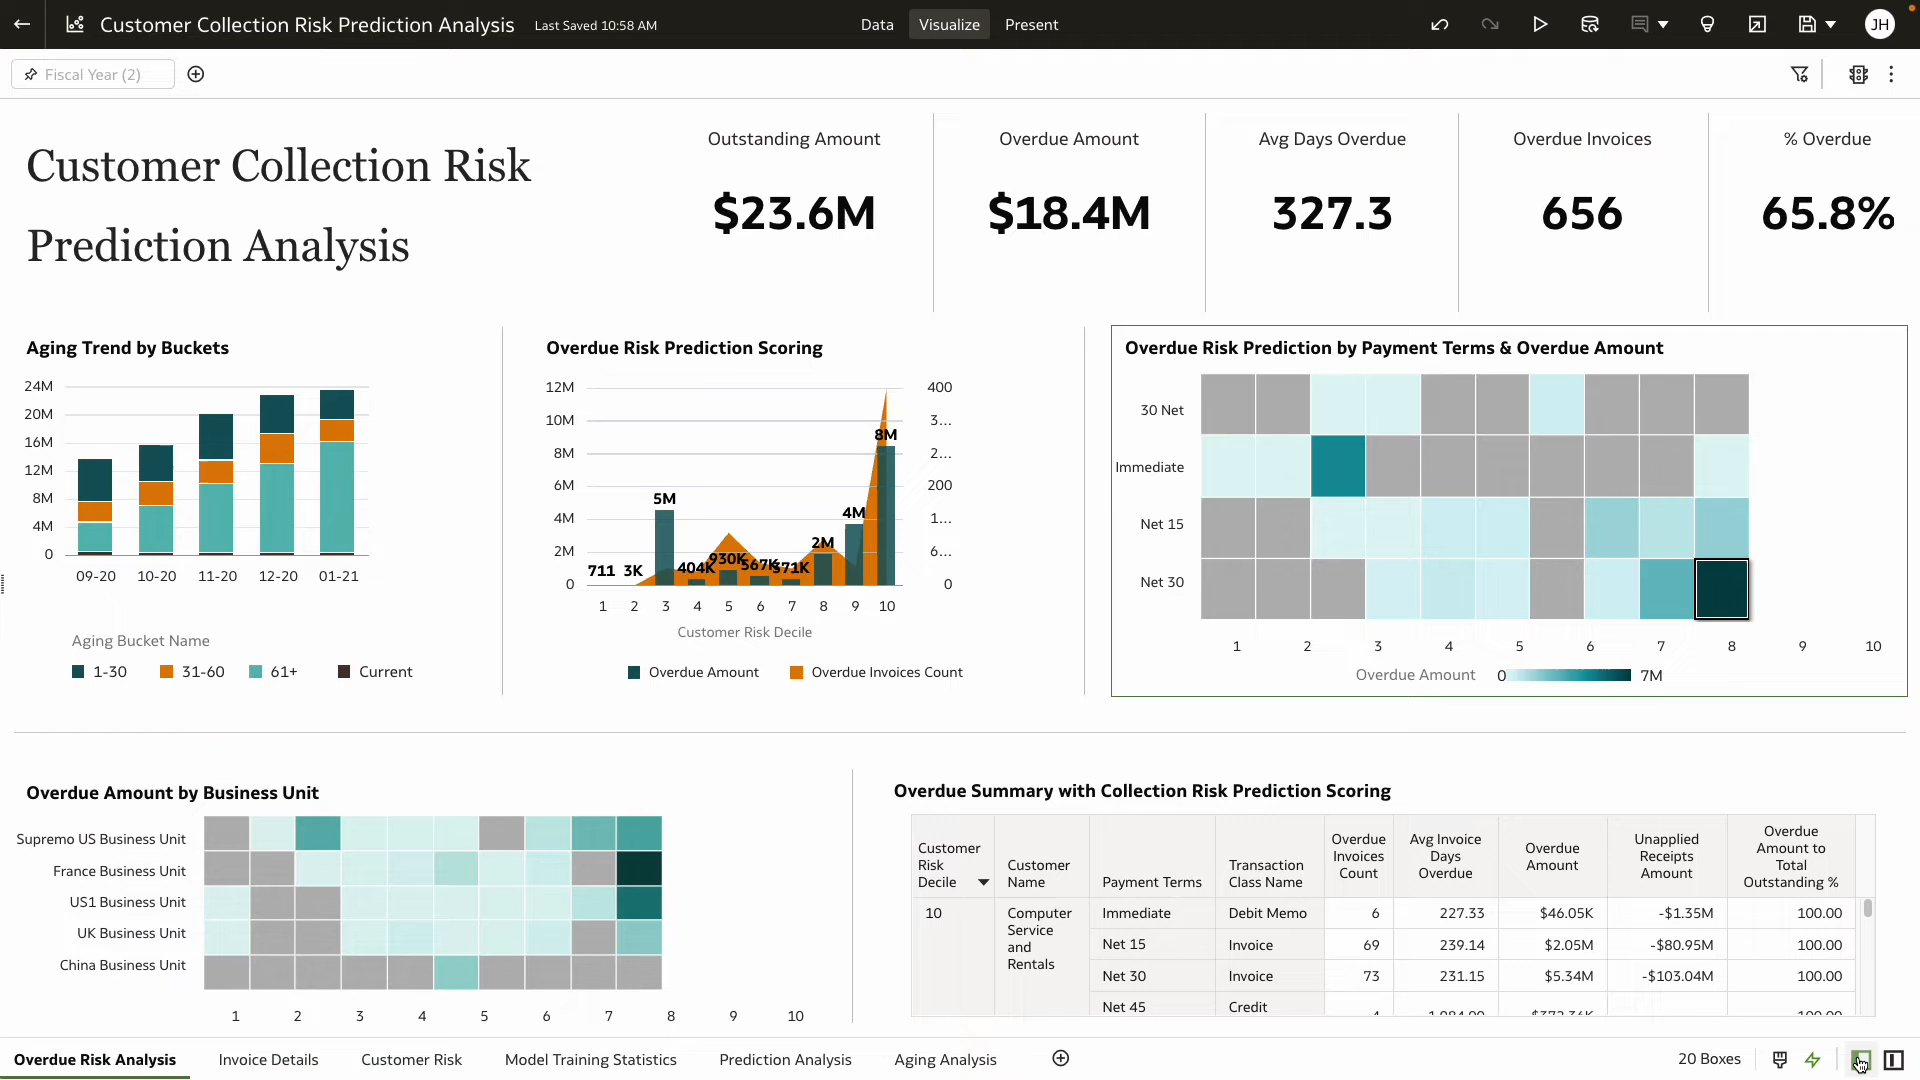 Customer Collection Risk Prediction Analysis Last Saved 10:58 AM Data Visualize Present JH
Fiscal Year (2)
Customer Collection Risk
Prediction Analysis
Outstanding Amount
$23.6M
Overdue Amount
$18.4M
Avg Days Overdue
327.3
Overdue Invoices
656
% Overdue
65.8%
Aging Trend by Buckets
24M
20M
16M
12M
8M
4M
0
09-20 10-20 11-20 12-20 01-21
Aging Bucket Name
1-30 31-60 61+ Current
Overdue Risk Prediction Scoring
12M 400
10M 3...
8M 2...
6M 200
4M 1...
2M 6...
0 0
711 3K 5M 404K 930K 567K 571K 2M 4M 8M
1 2 3 4 5 6 7 8 9 10
Customer Risk Decile
Overdue Amount Overdue Invoices Count
Overdue Risk Prediction by Payment Terms & Overdue Amount
30 Net
Immediate
Net 15
Net 30
1 2 3 4 5 6 7 8 9 10
Overdue Amount 0 7M
Overdue Amount by Business Unit
Supremo US Business Unit
France Business Unit
US1 Business Unit
UK Business Unit
China Business Unit
1 2 3 4 5 6 7 8 9 10
Overdue Summary with Collection Risk Prediction Scoring
Customer
Risk
Decile
Customer
Name
Payment Terms
Transaction
Class Name
Overdue
Invoices
Count
Avg Invoice
Days
Overdue
Overdue
Amount
Unapplied
Receipts
Amount
Overdue
Amount to
Total
Outstanding %
10
Computer
Service
and
Rentals
Immediate Debit Memo 6 227.33 $46.05K -$1.35M 100.00
Net 15 Invoice 69 239.14 $2.05M -$80.95M 100.00
Net 30 Invoice 73 231.15 $5.34M -$103.04M 100.00
Net 45 Credit
Overdue Risk Analysis Invoice Details Customer Risk Model Training Statistics Prediction Analysis Aging Analysis 20 Boxes